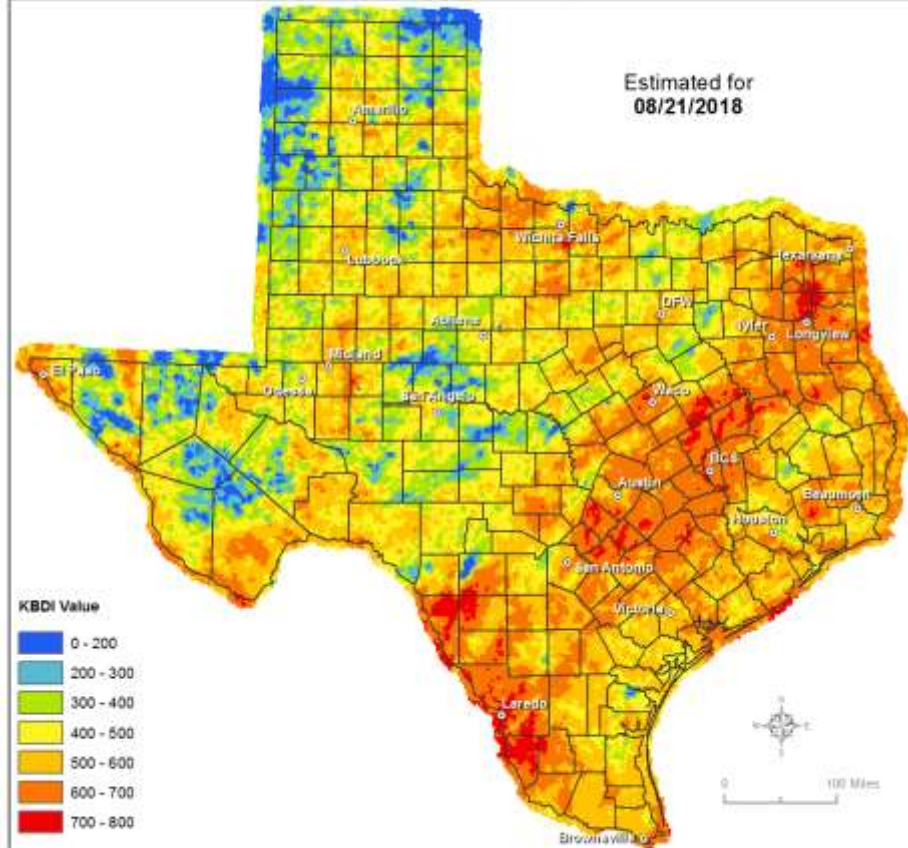 Estimated for
08/21/2018
Amarillo
Wichita Falls
Lubbock
Texarkana
DFW
Abilene
Tyler
Longview
Midland
El Paso
Odessa
San Angelo
Waco
BCS
Austin
Beaumont
Houston
San Antonio
Victoria
KBDI Value
0 - 200
200 - 300
300 - 400
400 - 500
500 - 600
600 - 700
700 - 800
Laredo
0 100 Miles
Brownsville